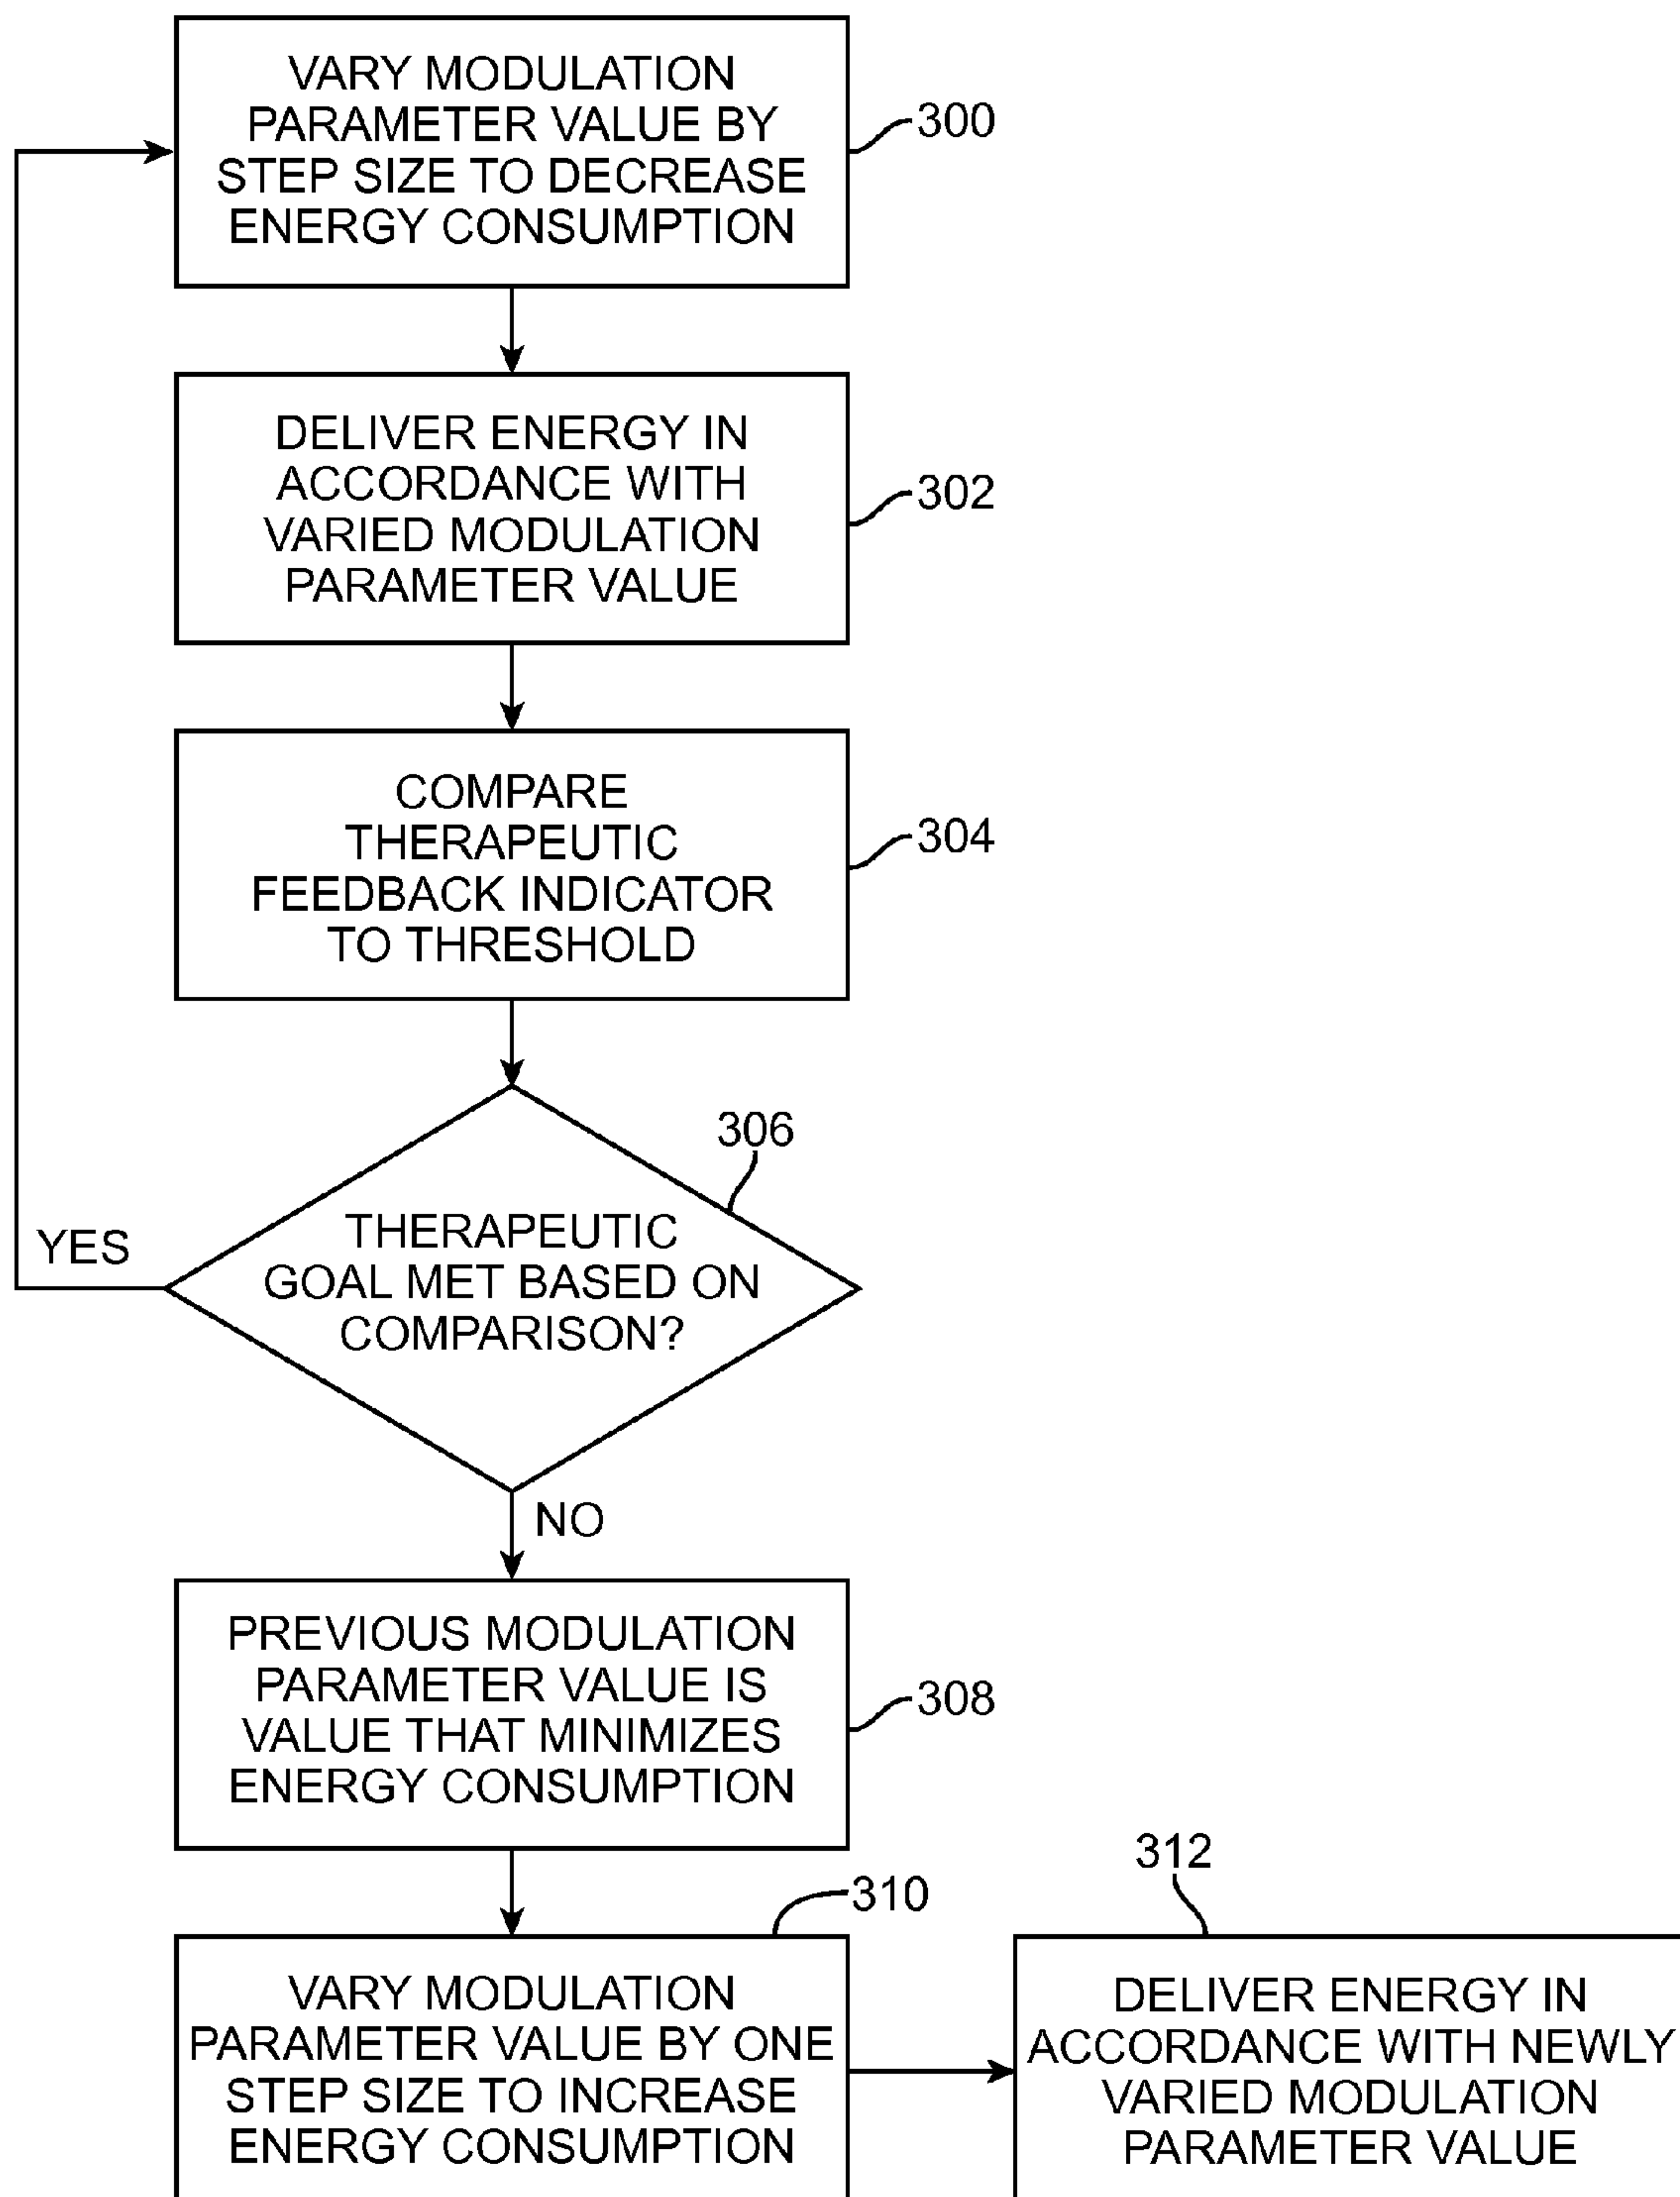 VARY MODULATION
PARAMETER VALUE BY
STEP SIZE TO DECREASE
ENERGY CONSUMPTION
300
DELIVER ENERGY IN
ACCORDANCE WITH
VARIED MODULATION
PARAMETER VALUE
302
COMPARE
THERAPEUTIC
FEEDBACK INDICATOR
TO THRESHOLD
304
306
THERAPEUTIC
GOAL MET BASED ON
COMPARISON?
YES
NO
PREVIOUS MODULATION
PARAMETER VALUE IS
VALUE THAT MINIMIZES
ENERGY CONSUMPTION
308
310
VARY MODULATION
PARAMETER VALUE BY ONE
STEP SIZE TO INCREASE
ENERGY CONSUMPTION
312
DELIVER ENERGY IN
ACCORDANCE WITH NEWLY
VARIED MODULATION
PARAMETER VALUE